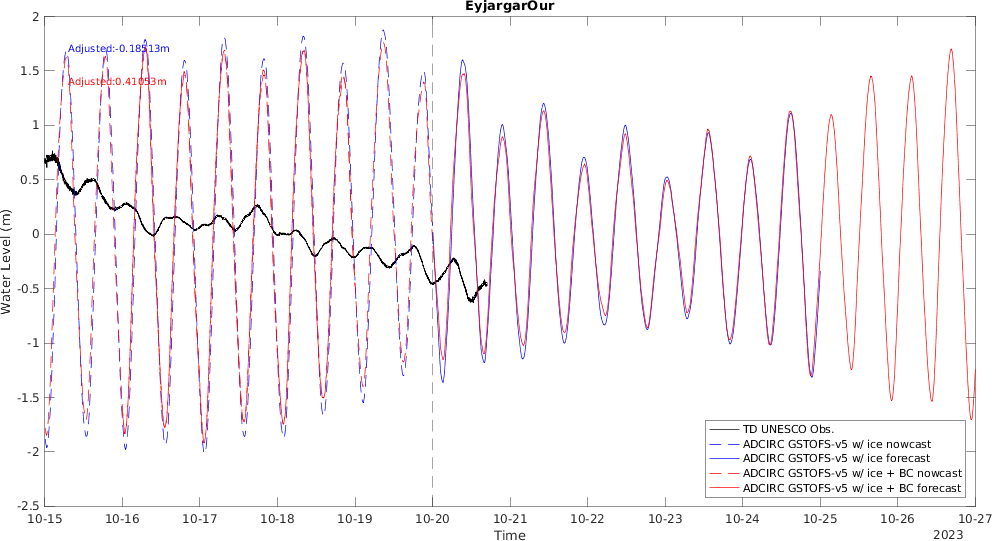 EyjargarOur
2
1.5
1
0.5
0
-0.5
-1
-1.5
-2
-2.5
Water Level (m)
Adjusted:-0.18513m
Adjusted:0.41053m
TD UNESCO Obs.
ADCIRC GSTOFS-v5 w/ ice nowcast
ADCIRC GSTOFS-v5 w/ ice forecast
ADCIRC GSTOFS-v5 w/ ice + BC nowcast
ADCIRC GSTOFS-v5 w/ ice + BC forecast
10-15 10-16 10-17 10-18 10-19 10-20 10-21 10-22 10-23 10-24 10-25 10-26 10-27
Time
2023